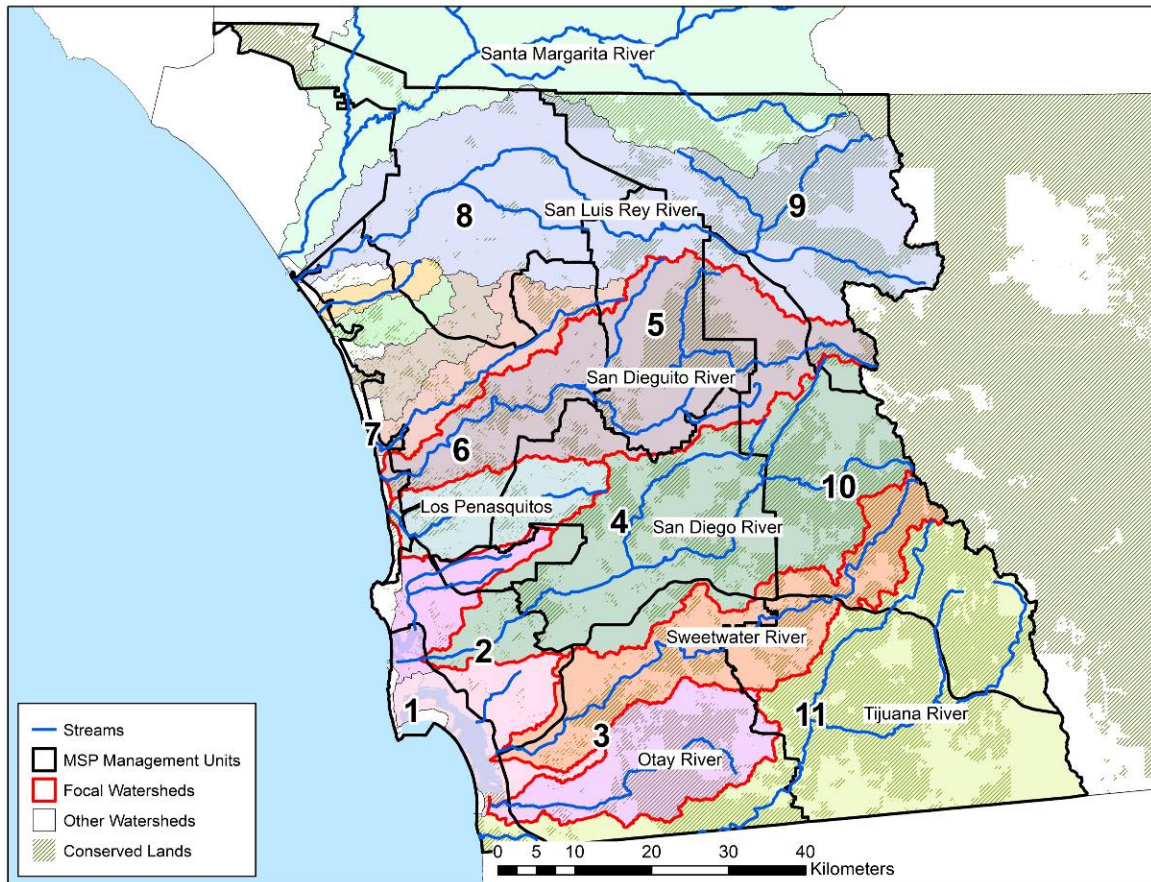 Santa Margarita River
8
San Luis Rey River
9
5
San Dieguito River
7
6
Los Penasquitos
4
San Diego River
10
2
Sweetwater River
1
3
Otay River
11
Tijuana River
Streams
MSP Management Units
Focal Watersheds
Other Watersheds
Conserved Lands
0 5 10 20 30 40
Kilometers